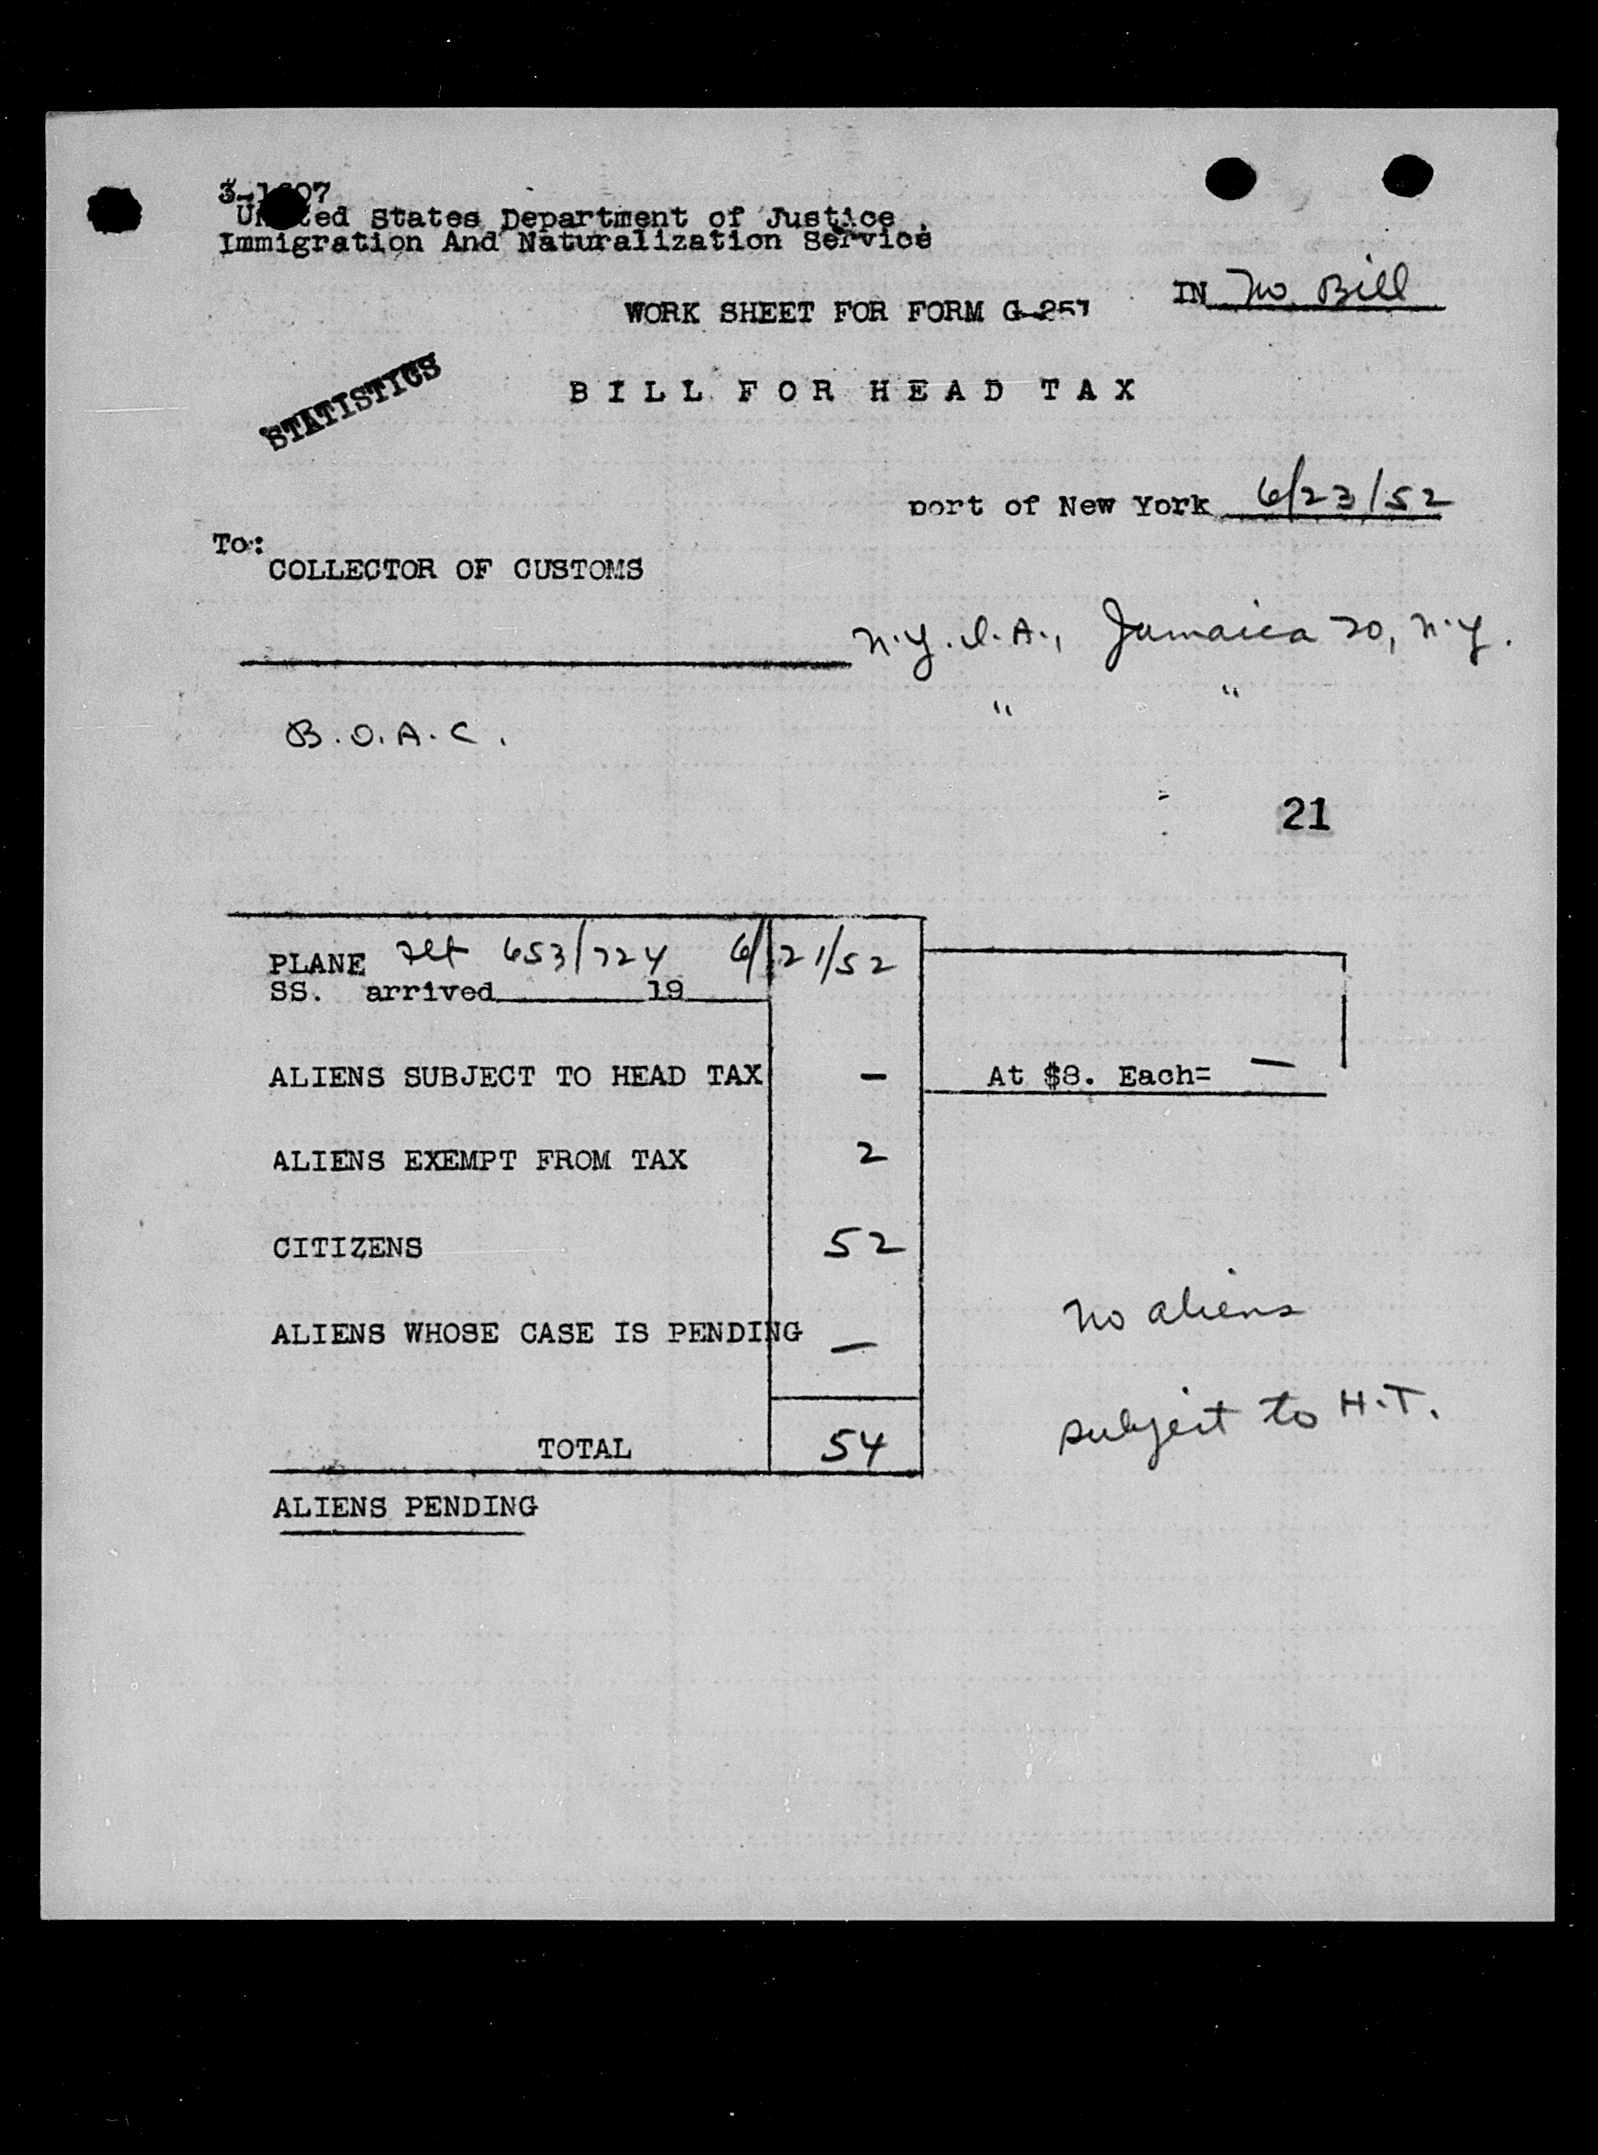 3-1607
United States Department of Justice
Immigration And Naturalization Service
IN No Bill
WORK SHEET FOR FORM G-257
STATISTICS
BILL FOR HEAD TAX
port of New York 6/23/52
To:
COLLECTOR OF CUSTOMS
N.Y.I.A., Jamaica 20, N.Y.
" "
B.O.A.C.
21
PLANE Flt 653/724 6/21/52
SS. arrived 19
ALIENS SUBJECT TO HEAD TAX — At $8. Each= —
ALIENS EXEMPT FROM TAX 2
CITIZENS 52
No aliens
ALIENS WHOSE CASE IS PENDING —
subject to H.T.
TOTAL 54
ALIENS PENDING